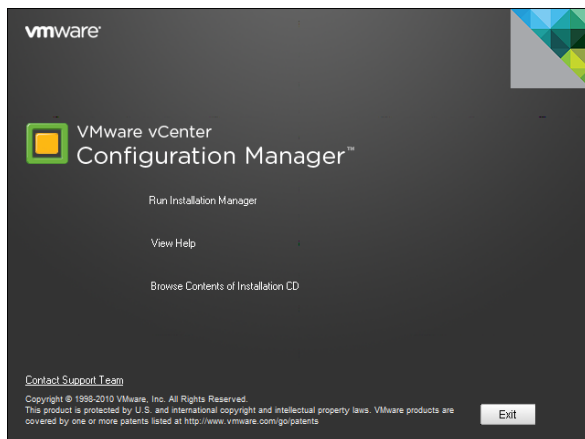 vmware®
VMware vCenter
Configuration Manager™
Run Installation Manager
View Help
Browse Contents of Installation CD
Contact Support Team
Copyright © 1998-2010 VMware, Inc. All Rights Reserved.
This product is protected by U.S. and international copyright and intellectual property laws. VMware products are
covered by one or more patents listed at http://www.vmware.com/go/patents
Exit